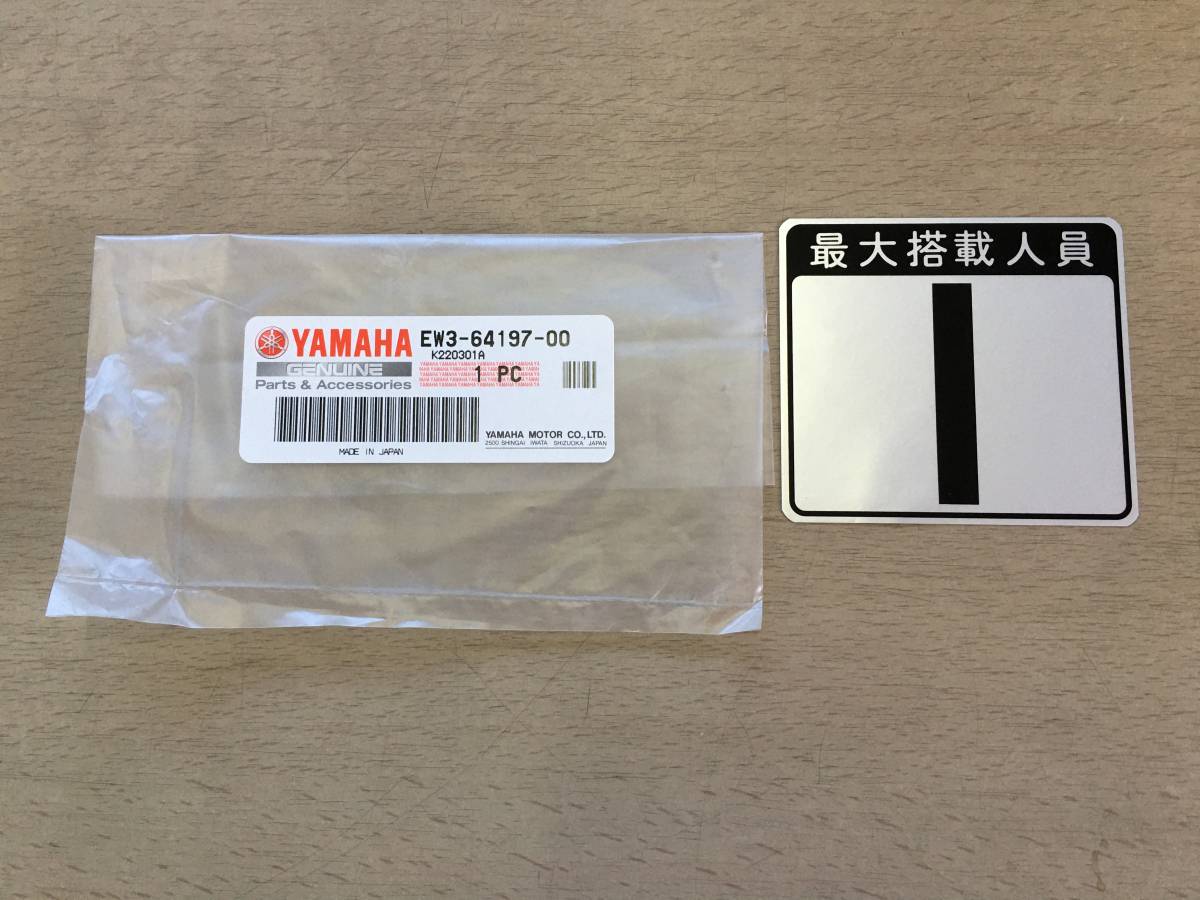 YAMAHA EW3-64197-00
K220301A
GENUINE
Parts & Accessories
1 PC
YAMAHA MOTOR CO.,LTD.
2500 SHINGAI IWATA SHIZUOKA JAPAN
MADE IN JAPAN
最大搭載人員
1